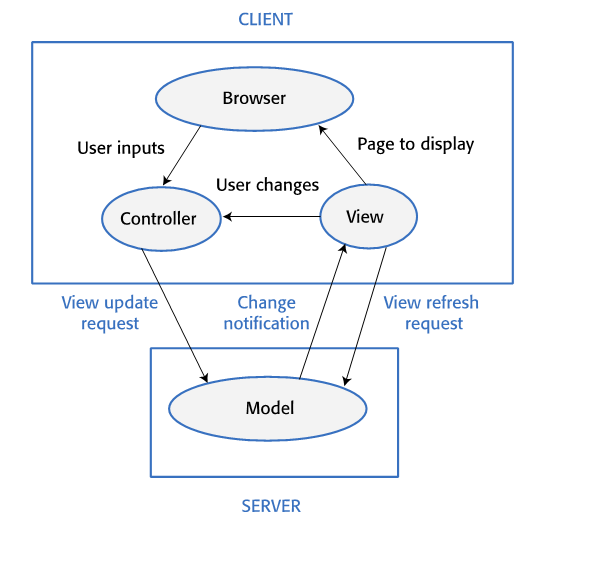 CLIENT
Browser
User inputs
Page to display
User changes
Controller
View
View update
request
Change
notification
View refresh
request
Model
SERVER